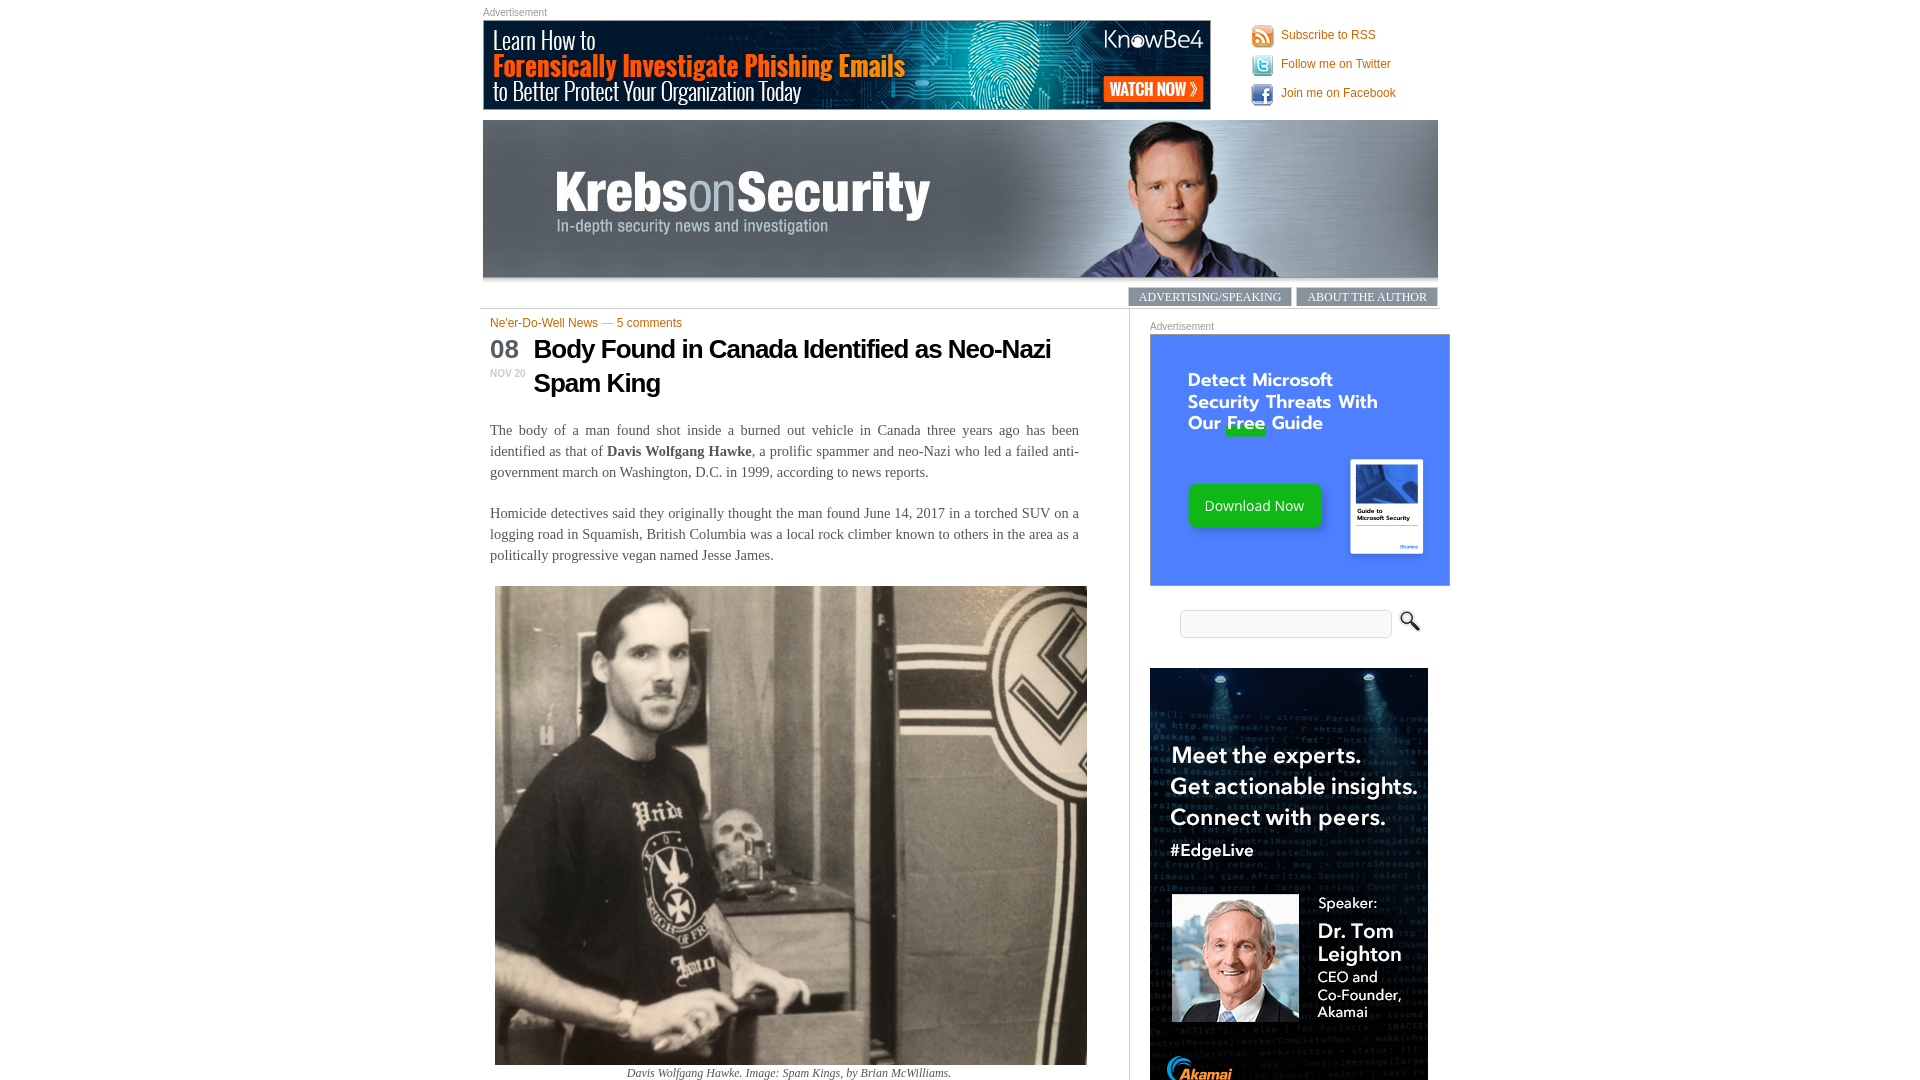 Advertisement
Learn How to
Forensically Investigate Phishing Emails
to Better Protect Your Organization Today
KnowBe4
WATCH NOW »
Subscribe to RSS
Follow me on Twitter
Join me on Facebook
KrebsonSecurity
In-depth security news and investigation
ADVERTISING/SPEAKING
ABOUT THE AUTHOR
Ne'er-Do-Well News — 5 comments
08
NOV 20
Body Found in Canada Identified as Neo-Nazi
Spam King
The body of a man found shot inside a burned out vehicle in Canada three years ago has been
identified as that of Davis Wolfgang Hawke, a prolific spammer and neo-Nazi who led a failed anti-
government march on Washington, D.C. in 1999, according to news reports.
Homicide detectives said they originally thought the man found June 14, 2017 in a torched SUV on a
logging road in Squamish, British Columbia was a local rock climber known to others in the area as a
politically progressive vegan named Jesse James.
Pride
Davis Wolfgang Hawke. Image: Spam Kings, by Brian McWilliams.
Advertisement
Detect Microsoft
Security Threats With
Our Free Guide
Download Now
Guide to
Microsoft Security
Meet the experts.
Get actionable insights.
Connect with peers.
#EdgeLive
Speaker:
Dr. Tom
Leighton
CEO and
Co-Founder,
Akamai
Akamai